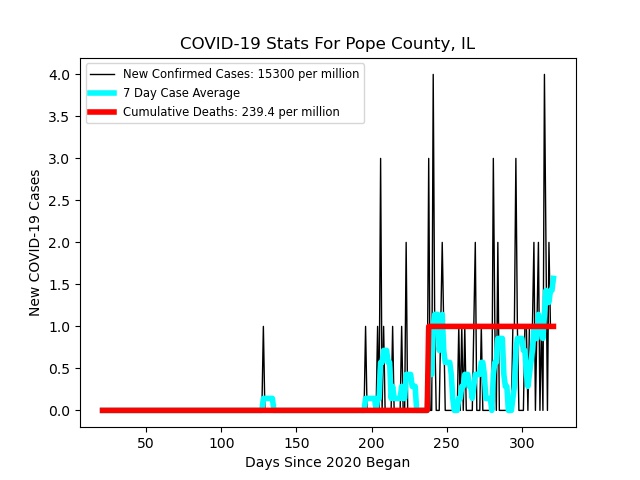 COVID-19 Stats For Pope County, IL
New Confirmed Cases: 15300 per million
7 Day Case Average
Cumulative Deaths: 239.4 per million
New COVID-19 Cases
4.0
3.5
3.0
2.5
2.0
1.5
1.0
0.5
0.0
50 100 150 200 250 300
Days Since 2020 Began